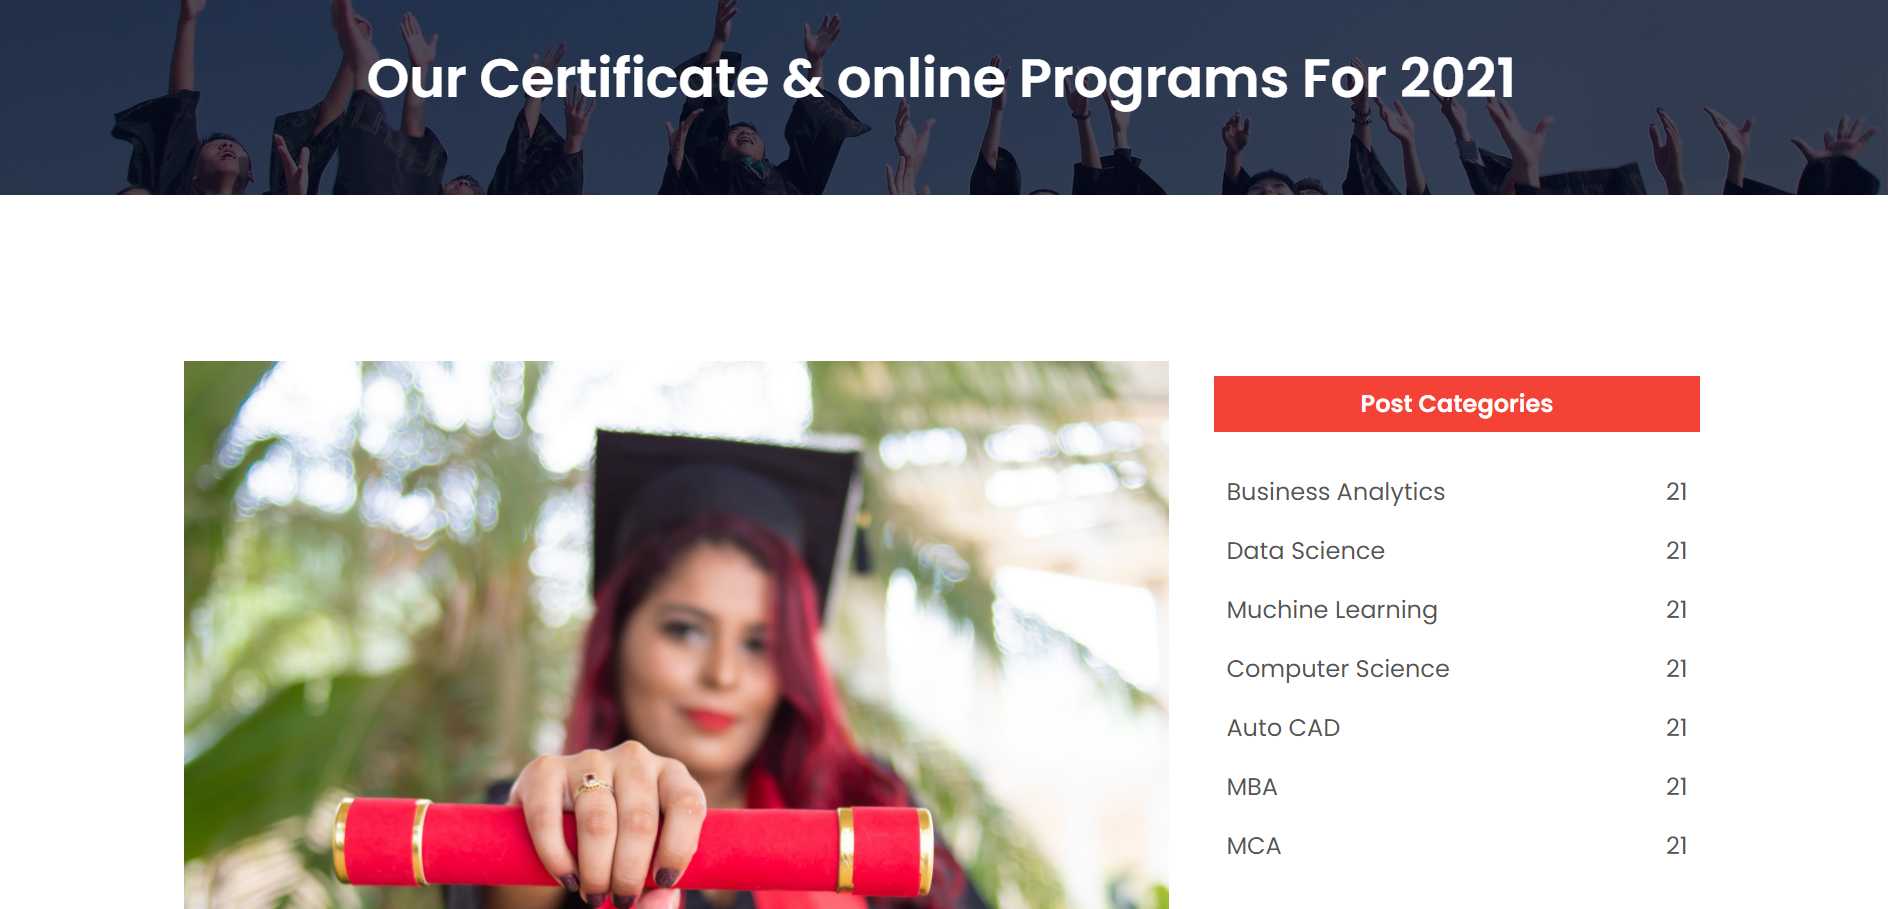 Our Certificate & online Programs For 2021
Post Categories
Business Analytics 21
Data Science 21
Muchine Learning 21
Computer Science 21
Auto CAD 21
MBA 21
MCA 21